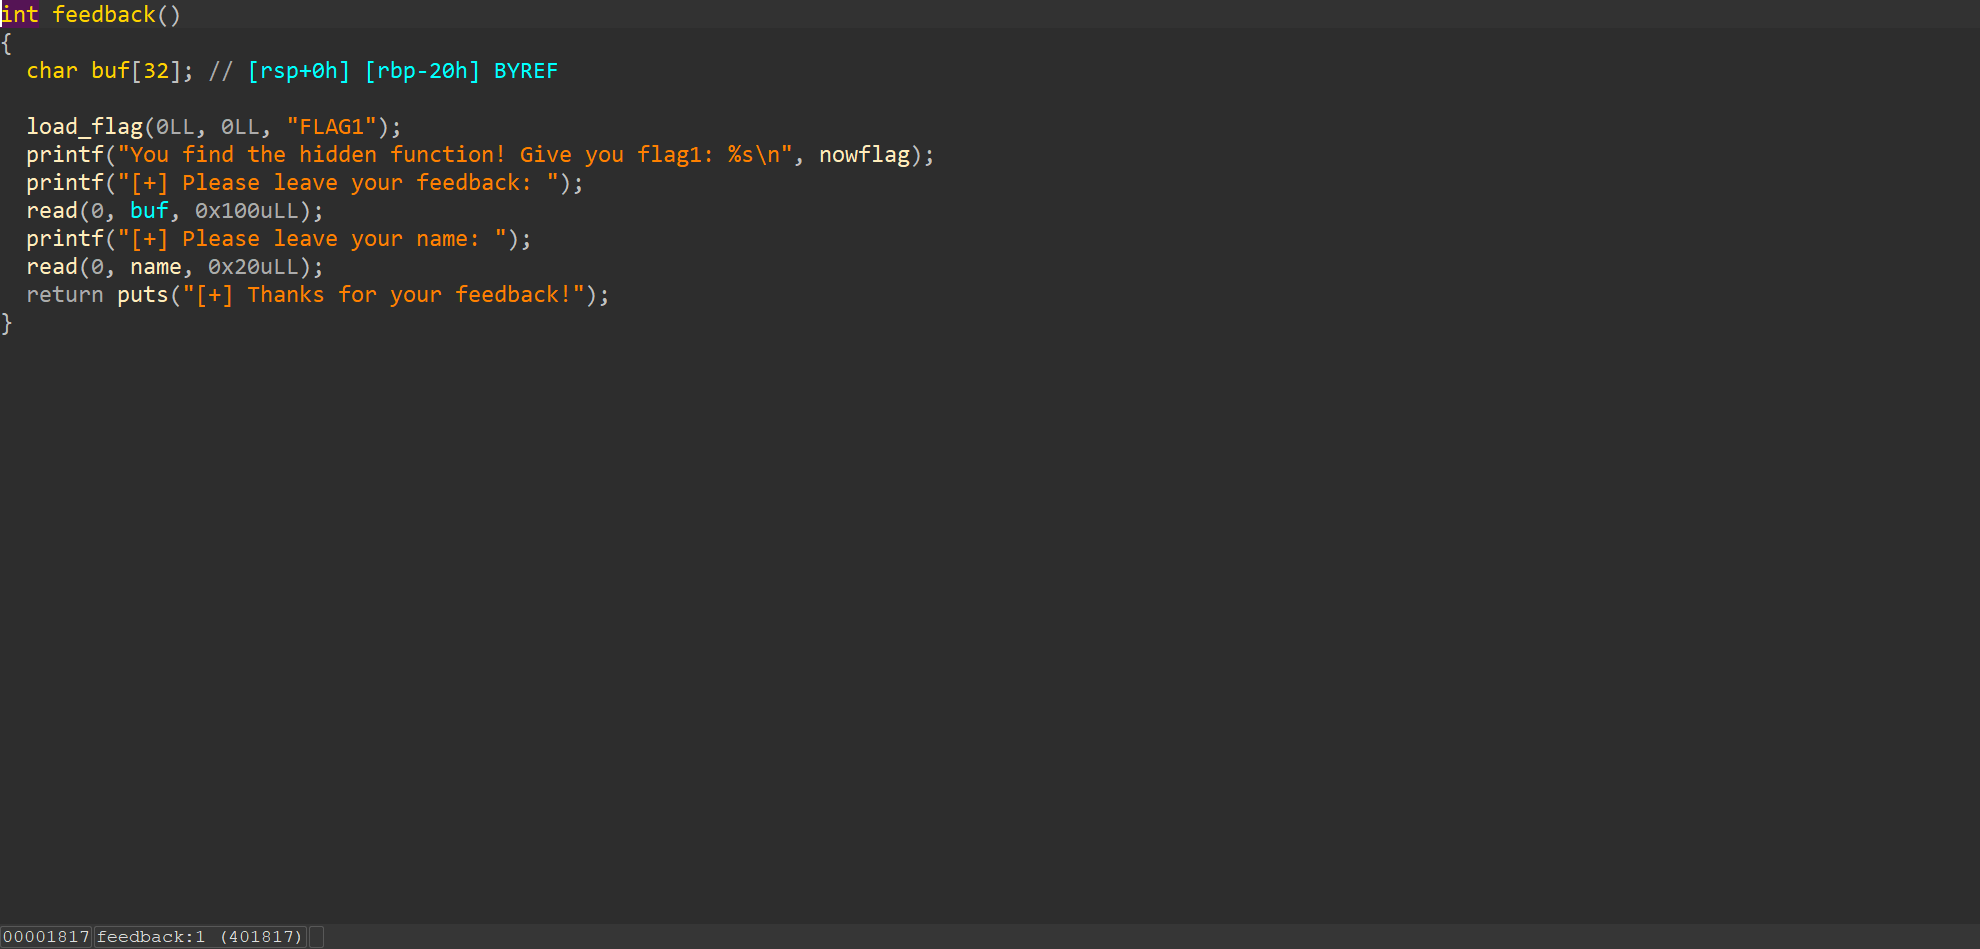 int feedback()
{
  char buf[32]; // [rsp+0h] [rbp-20h] BYREF

  load_flag(0LL, 0LL, "FLAG1");
  printf("You find the hidden function! Give you flag1: %s\n", nowflag);
  printf("[+] Please leave your feedback: ");
  read(0, buf, 0x100uLL);
  printf("[+] Please leave your name: ");
  read(0, name, 0x20uLL);
  return puts("[+] Thanks for your feedback!");
}
00001817 feedback:1 (401817)